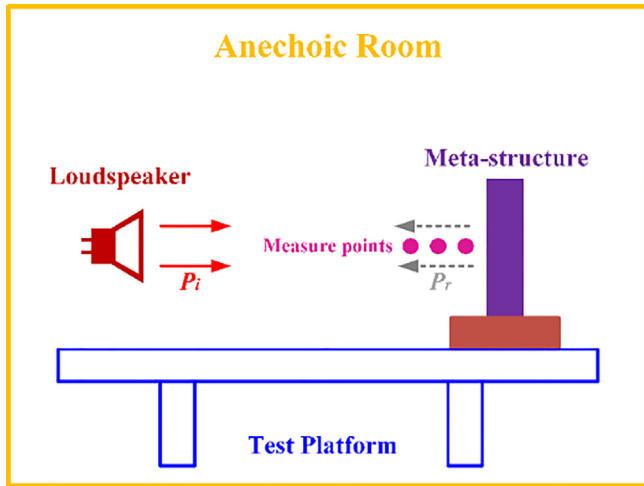 Anechoic Room
Meta-structure
Loudspeaker
Measure points
Pi
Pr
Test Platform